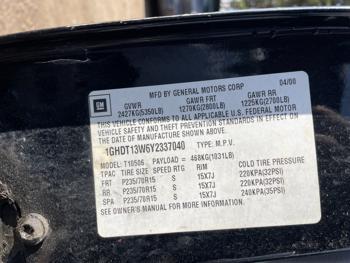 GM
MFD BY GENERAL MOTORS CORP 04/00
GVWR GAWR FRT GAWR RR
2427KG(5350LB) 1270KG(2800LB) 1225KG(2700LB)
THIS VEHICLE CONFORMS TO ALL APPLICABLE U.S. FEDERAL MOTOR
VEHICLE SAFETY AND THEFT PREVENTION STANDARDS IN EFFECT ON
THE DATE OF MANUFACTURE SHOWN ABOVE.
1GHDT13W6Y2337040 TYPE: M.P.V.
MODEL: T10506 PAYLOAD = 468KG(1031LB)
TPAC TIRE SIZE SPEED RTG RIM COLD TIRE PRESSURE
FRT P235/70R15 S 15X7J 220KPA(32PSI)
RR P235/70R15 S 15X7J 220KPA(32PSI)
SPA P235/70R15 S 15X7J 240KPA(35PSI)
SEE OWNER'S MANUAL FOR MORE INFORMATION.